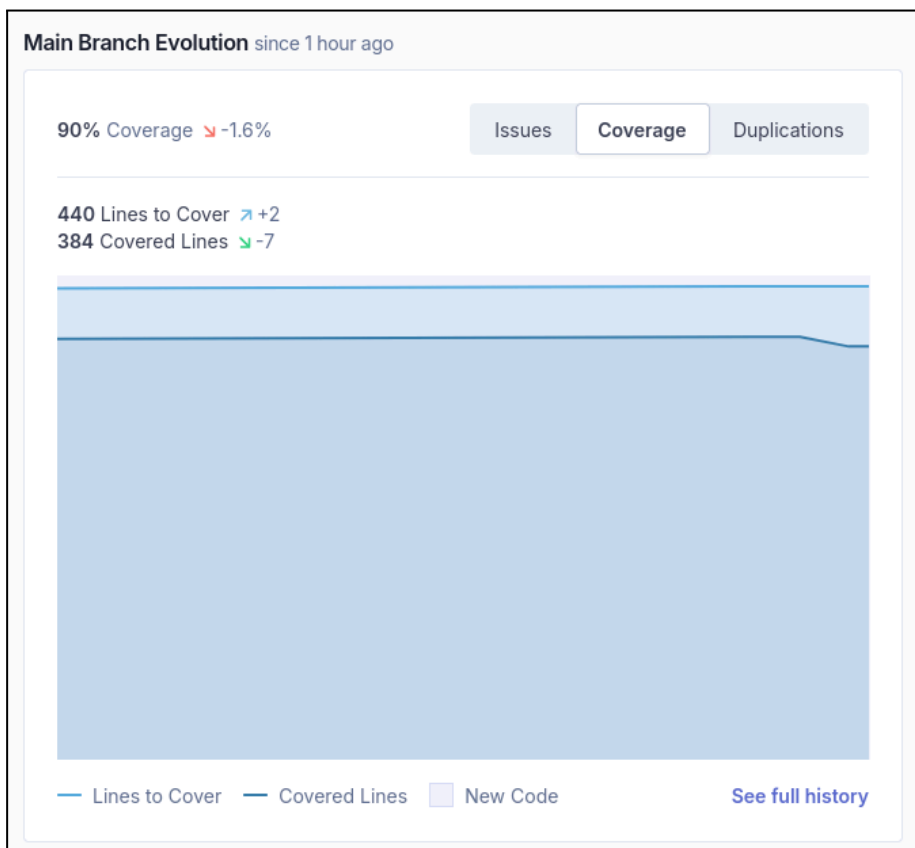 Main Branch Evolution since 1 hour ago
90% Coverage -1.6%
Issues Coverage Duplications
440 Lines to Cover +2
384 Covered Lines -7
Lines to Cover Covered Lines New Code See full history